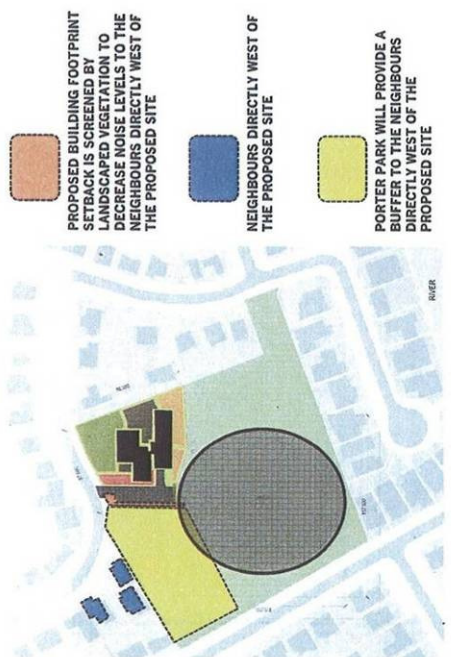 PROPOSED BUILDING FOOTPRINT
SETBACK IS SCREENED BY
LANDSCAPED VEGETATION TO
DECREASE NOISE LEVELS TO THE
NEIGHBOURS DIRECTLY WEST OF
THE PROPOSED SITE
NEIGHBOURS DIRECTLY WEST OF
THE PROPOSED SITE
PORTER PARK WILL PROVIDE A
BUFFER TO THE NEIGHBOURS
DIRECTLY WEST OF THE
PROPOSED SITE
RIVER